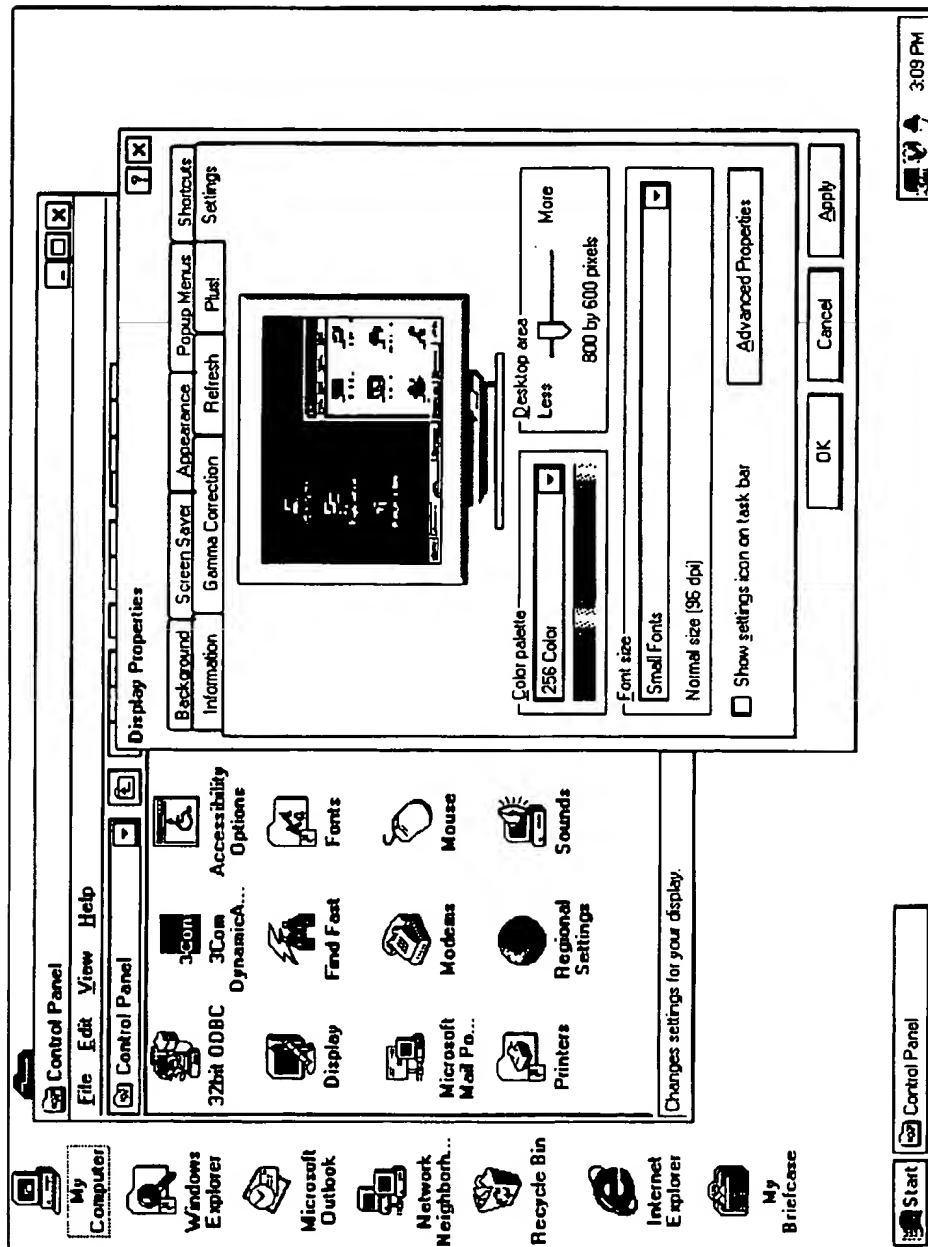 My
Computer
Windows
Explorer
Microsoft
Outlook
Network
Neighborh...
Recycle Bin
Internet
Explorer
My
Briefcase
Control Panel
File Edit View Help
Control Panel
32bit ODBC
3Com
3Com
DynamicA...
Accessibility
Options
Display
Find Fast
Fonts
Microsoft
Mail Po...
Modems
Mouse
Printers
Regional
Settings
Sounds
Changes settings for your display.
Display Properties
Background Screen Saver Appearance Popup Menus Shortcuts
Information Gamma Correction Refresh Plus! Settings
Color palette
256 Color
Desktop area
Less More
800 by 600 pixels
Font size
Small Fonts
Normal size (96 dpi)
Show settings icon on task bar
Advanced Properties
OK Cancel Apply
Start Control Panel 3:09 PM